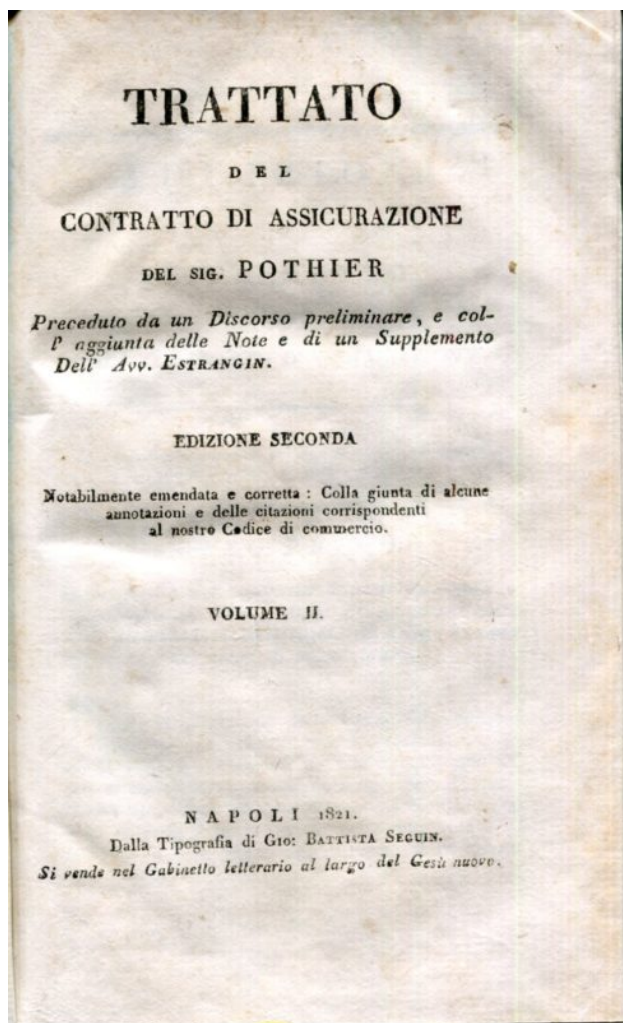 TRATTATO
DEL
CONTRATTO DI ASSICURAZIONE
DEL SIG. POTHIER
Preceduto da un Discorso preliminare, e col-
l' aggiunta delle Note e di un Supplemento
Dell' Avv. ESTRANGIN.
EDIZIONE SECONDA
Notabilmente emendata e corretta : Colla giunta di alcune
annotazioni e delle citazioni corrispondenti
al nostro Codice di commercio.
VOLUME II.
NAPOLI 1821.
Dalla Tipografia di GIO: BATTISTA SEGUIN.
Si vende nel Gabinetto letterario al largo del Gesù nuovo.